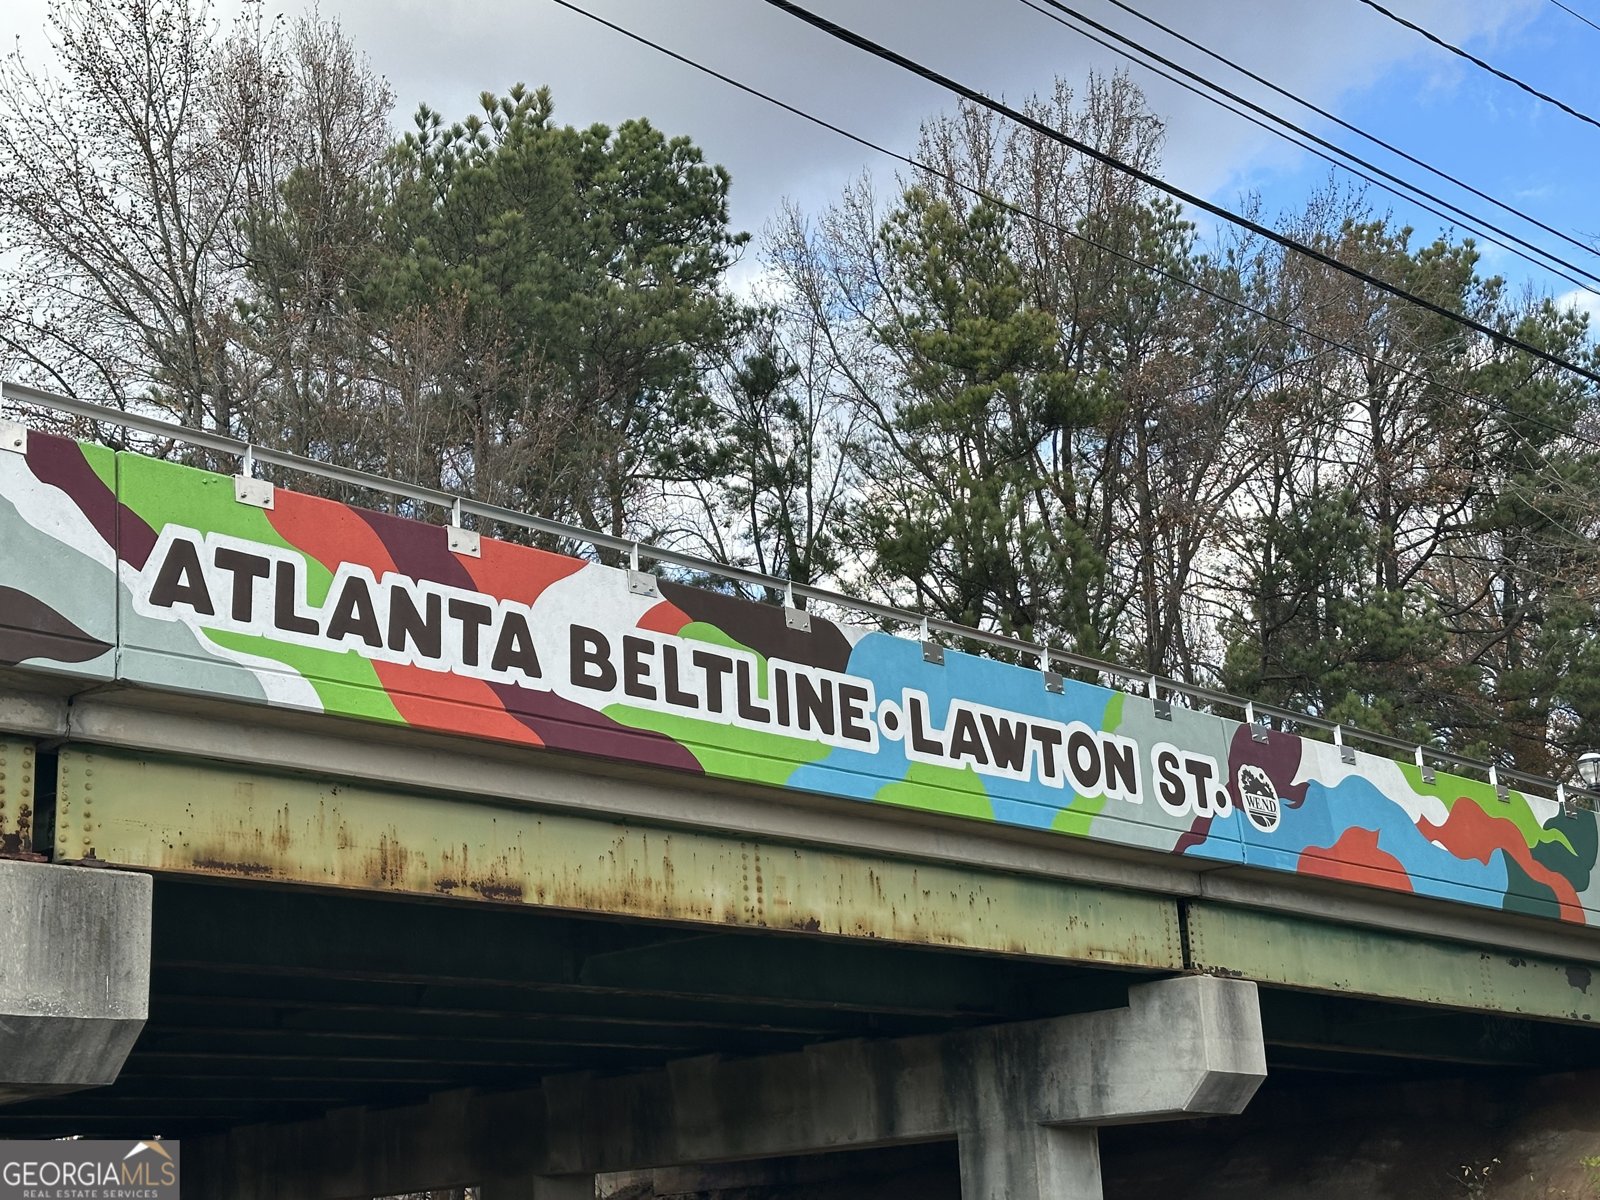 ATLANTA BELTLINE • LAWTON ST.
WEND
GEORGIAMLS
REAL ESTATE SERVICES